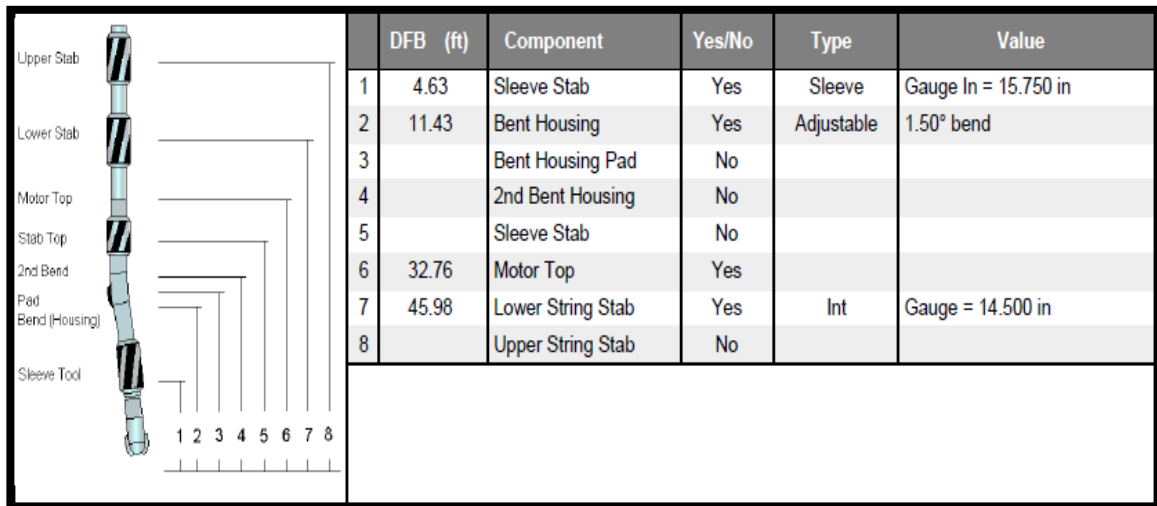 Upper Stab
Lower Stab
Motor Top
Stab Top
2nd Bend
Pad
Bend (Housing)
Sleeve Tool
1 2 3 4 5 6 7 8
DFB (ft) Component Yes/No Type Value
1 4.63 Sleeve Stab Yes Sleeve Gauge In = 15.750 in
2 11.43 Bent Housing Yes Adjustable 1.50° bend
3 Bent Housing Pad No
4 2nd Bent Housing No
5 Sleeve Stab No
6 32.76 Motor Top Yes
7 45.98 Lower String Stab Yes Int Gauge = 14.500 in
8 Upper String Stab No